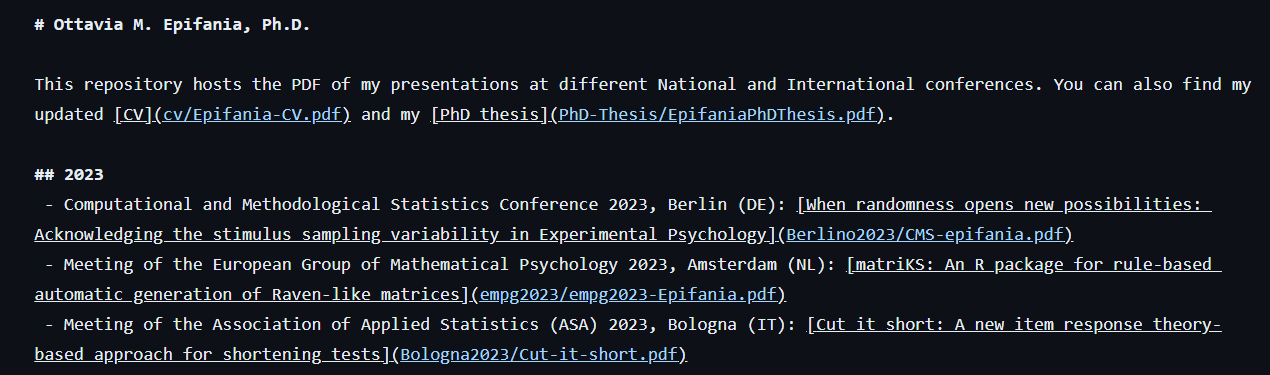 # Ottavia M. Epifania, Ph.D.
This repository hosts the PDF of my presentations at different National and International conferences. You can also find my
updated [CV](cv/Epifania-CV.pdf) and my [PhD thesis](PhD-Thesis/EpifaniaPhDThesis.pdf).
## 2023
- Computational and Methodological Statistics Conference 2023, Berlin (DE): [When randomness opens new possibilities:
Acknowledging the stimulus sampling variability in Experimental Psychology](Berlino2023/CMS-epifania.pdf)
- Meeting of the European Group of Mathematical Psychology 2023, Amsterdam (NL): [matriKS: An R package for rule-based
automatic generation of Raven-like matrices](empg2023/empg2023-Epifania.pdf)
- Meeting of the Association of Applied Statistics (ASA) 2023, Bologna (IT): [Cut it short: A new item response theory-
based approach for shortening tests](Bologna2023/Cut-it-short.pdf)